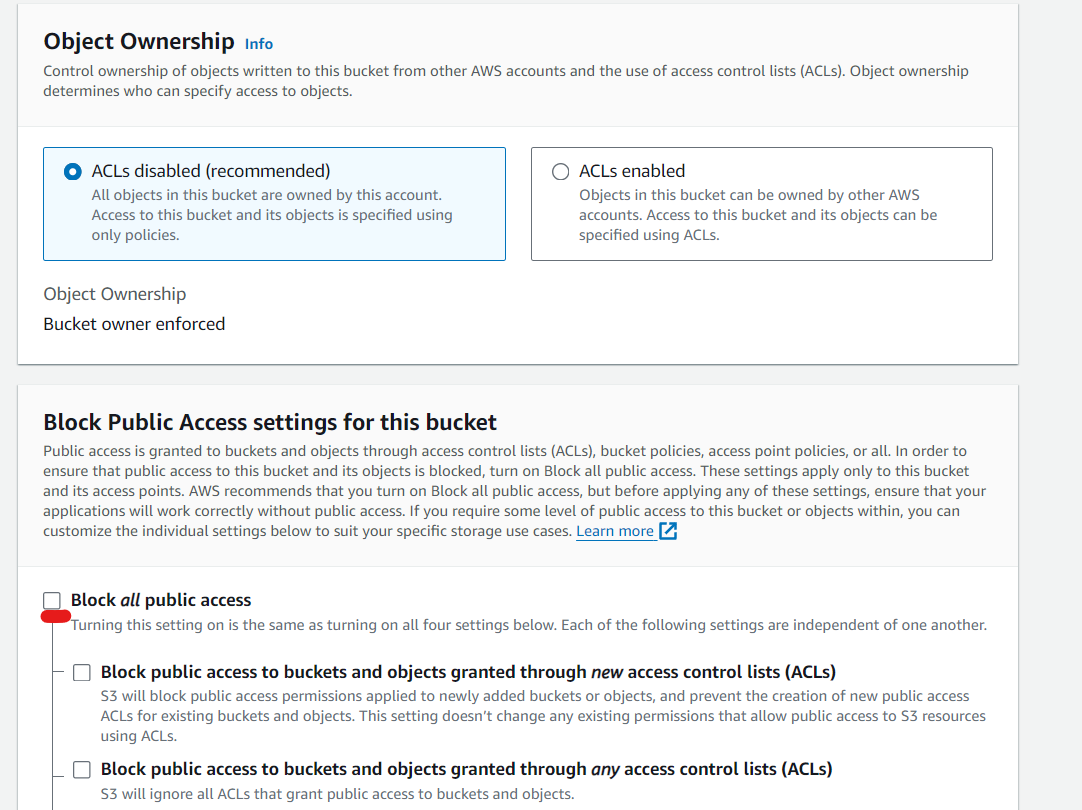 Object Ownership Info
Control ownership of objects written to this bucket from other AWS accounts and the use of access control lists (ACLs). Object ownership
determines who can specify access to objects.
ACLs disabled (recommended)
All objects in this bucket are owned by this account.
Access to this bucket and its objects is specified using
only policies.
ACLs enabled
Objects in this bucket can be owned by other AWS
accounts. Access to this bucket and its objects can be
specified using ACLs.
Object Ownership
Bucket owner enforced
Block Public Access settings for this bucket
Public access is granted to buckets and objects through access control lists (ACLs), bucket policies, access point policies, or all. In order to
ensure that public access to this bucket and its objects is blocked, turn on Block all public access. These settings apply only to this bucket
and its access points. AWS recommends that you turn on Block all public access, but before applying any of these settings, ensure that your
applications will work correctly without public access. If you require some level of public access to this bucket or objects within, you can
customize the individual settings below to suit your specific storage use cases. Learn more
Block all public access
Turning this setting on is the same as turning on all four settings below. Each of the following settings are independent of one another.
Block public access to buckets and objects granted through new access control lists (ACLs)
S3 will block public access permissions applied to newly added buckets or objects, and prevent the creation of new public access
ACLs for existing buckets and objects. This setting doesn't change any existing permissions that allow public access to S3 resources
using ACLs.
Block public access to buckets and objects granted through any access control lists (ACLs)
S3 will ignore all ACLs that grant public access to buckets and objects.